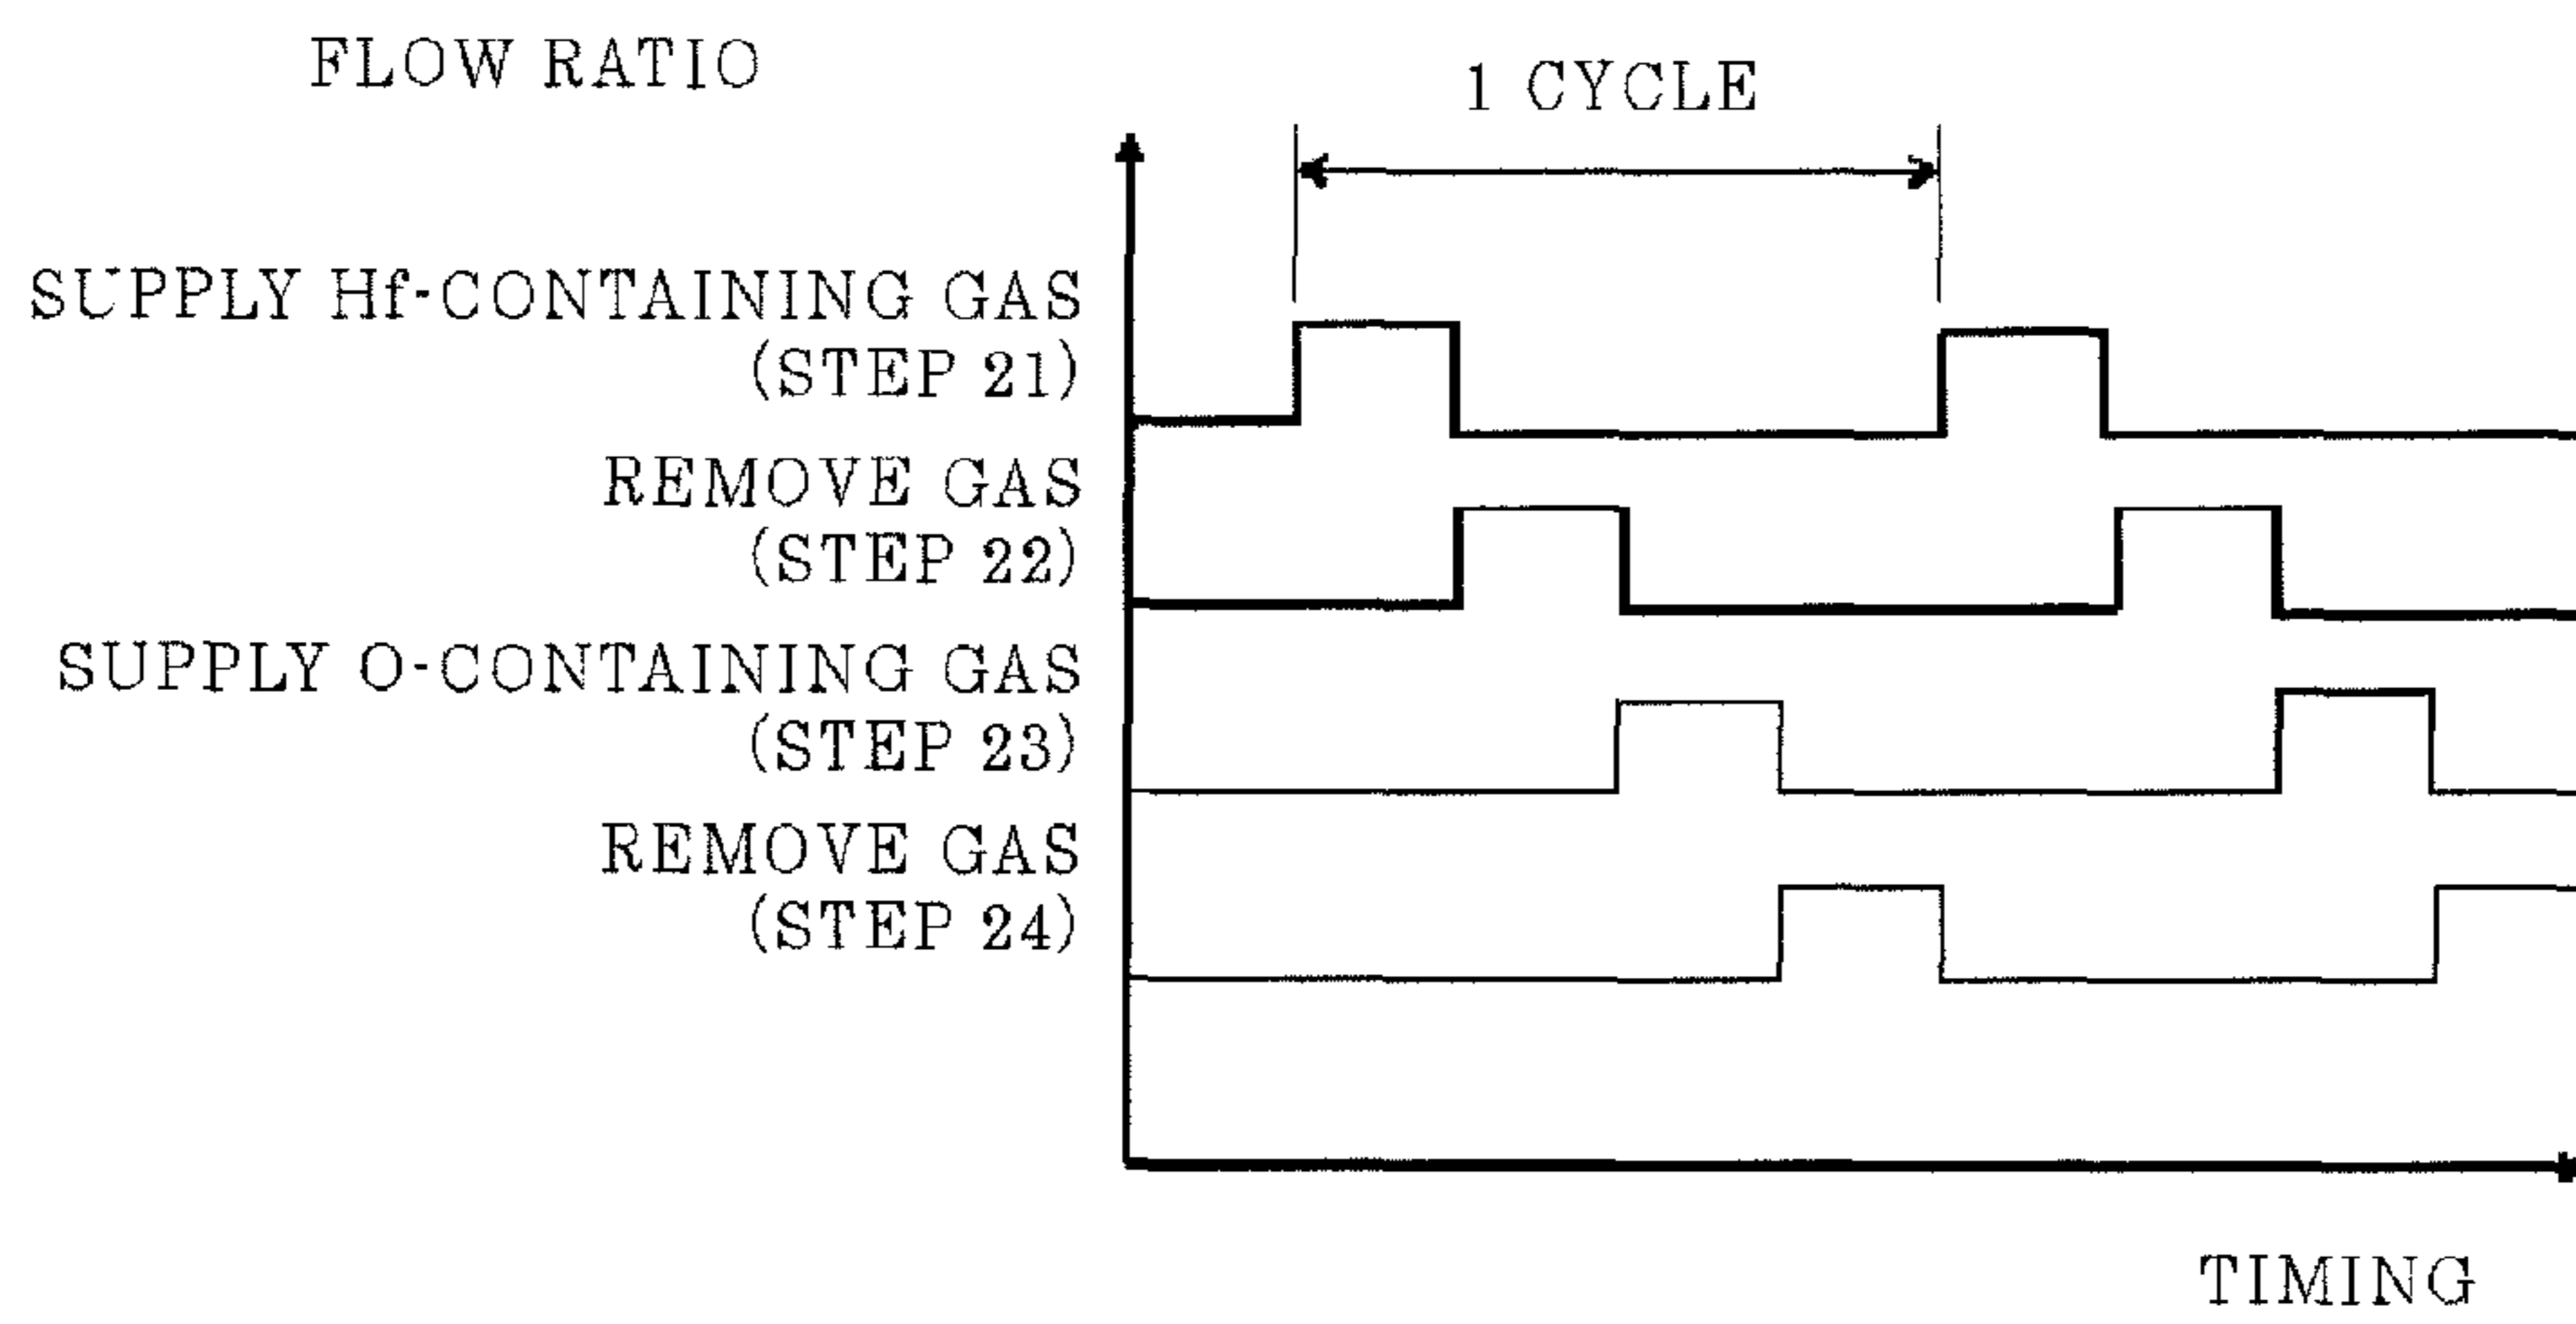 FLOW RATIO
1 CYCLE
SUPPLY Hf-CONTAINING GAS
(STEP 21)
REMOVE GAS
(STEP 22)
SUPPLY O-CONTAINING GAS
(STEP 23)
REMOVE GAS
(STEP 24)
TIMING